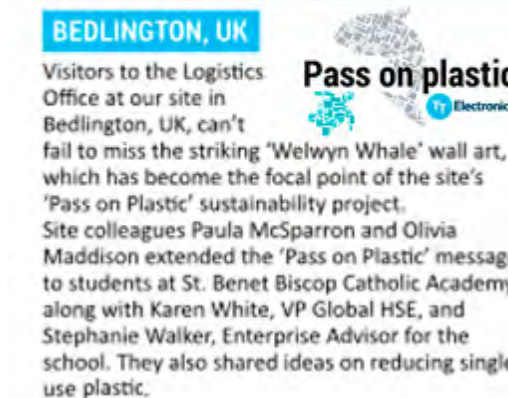 BEDLINGTON, UK
Pass on plastic
TT Electronic
Visitors to the Logistics
Office at our site in
Bedlington, UK, can't
fail to miss the striking 'Welwyn Whale' wall art,
which has become the focal point of the site's
'Pass on Plastic' sustainability project.
Site colleagues Paula McSparron and Olivia
Maddison extended the 'Pass on Plastic' message
to students at St. Benet Biscop Catholic Academy
along with Karen White, VP Global HSE, and
Stephanie Walker, Enterprise Advisor for the
school. They also shared ideas on reducing single
use plastic.